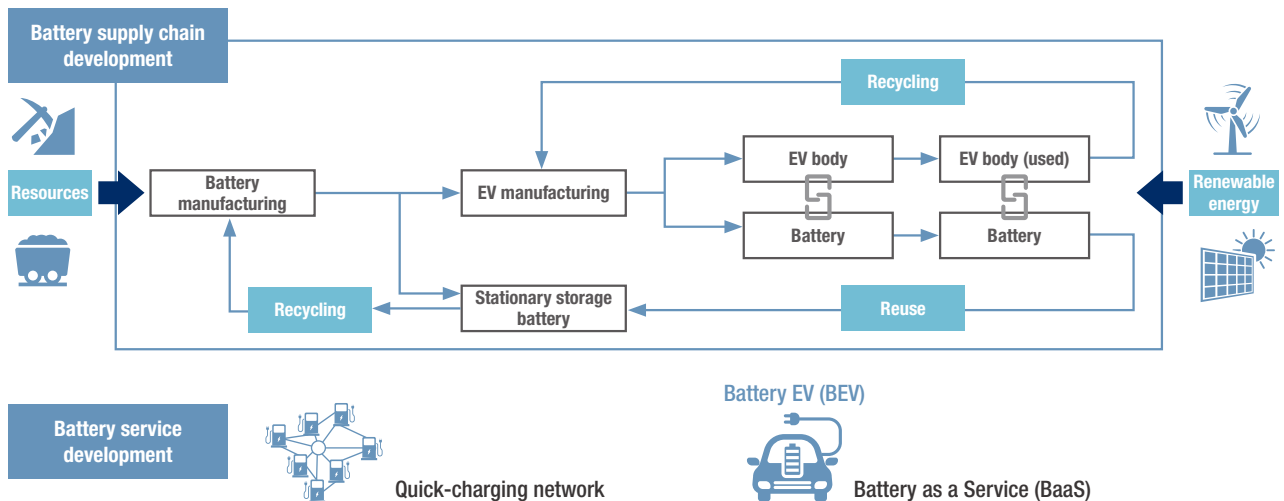 Battery supply chain
development
Recycling
Resources
Battery
manufacturing
EV manufacturing
EV body
EV body (used)
Battery
Battery
Renewable
energy
Recycling
Stationary storage
battery
Reuse
Battery service
development
Quick-charging network
Battery EV (BEV)
Battery as a Service (BaaS)